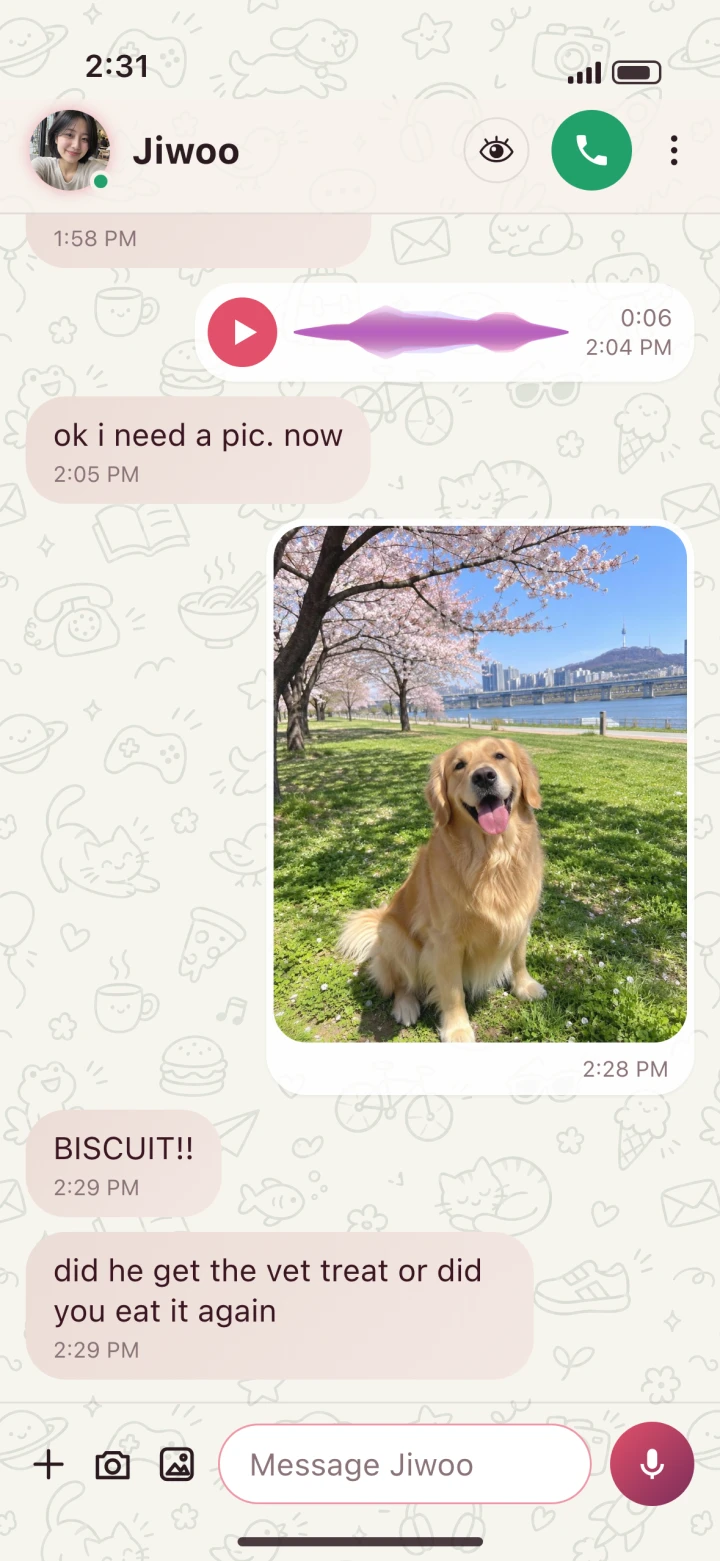 2:31
Jiwoo
1:58 PM
0:06
2:04 PM
ok i need a pic. now
2:05 PM
2:28 PM
BISCUIT!!
2:29 PM
did he get the vet treat or did
you eat it again
2:29 PM
Message Jiwoo